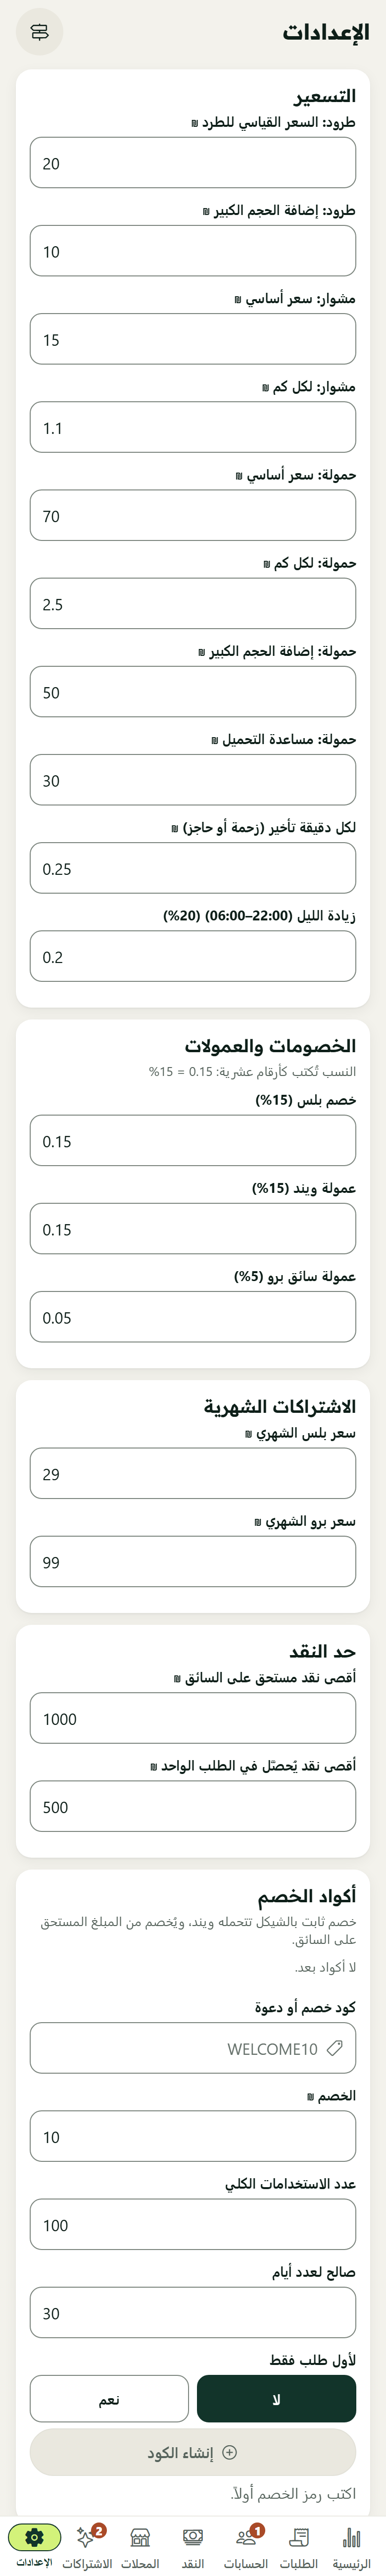 الإعدادات
التسعير
طرود: السعر القياسي للطرد ₪
20
طرود: إضافة الحجم الكبير ₪
10
مشوار: سعر أساسي ₪
15
مشوار: لكل كم ₪
1.1
حمولة: سعر أساسي ₪
70
حمولة: لكل كم ₪
2.5
حمولة: إضافة الحجم الكبير ₪
50
حمولة: مساعدة التحميل ₪
30
لكل دقيقة تأخير (زحمة أو حاجز) ₪
0.25
زيادة الليل (22:00–06:00) (20%)
0.2
الخصومات والعمولات
النسب تُكتب كأرقام عشرية: 0.15 = 15%
خصم بلس (15%)
0.15
عمولة ويند (15%)
0.15
عمولة سائق برو (5%)
0.05
الاشتراكات الشهرية
سعر بلس الشهري ₪
29
سعر برو الشهري ₪
99
حد النقد
أقصى نقد مستحق على السائق ₪
1000
أقصى نقد يُحصّل في الطلب الواحد ₪
500
أكواد الخصم
خصم ثابت بالشيكل تتحمله ويند، ويُخصم من المبلغ المستحق
على السائق.
لا أكواد بعد.
كود خصم أو دعوة
WELCOME10
الخصم ₪
10
عدد الاستخدامات الكلي
100
صالح لعدد أيام
30
لأول طلب فقط
لا
نعم
إنشاء الكود
اكتب رمز الخصم أولاً.
1
2
الرئيسية
الطلبات
الحسابات
النقد
المحلات
الاشتراكات
الإعدادات